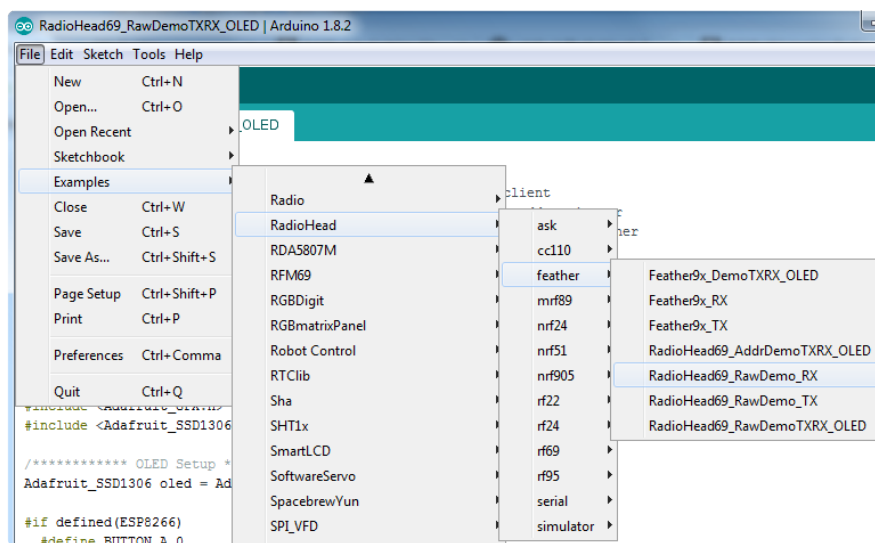 RadioHead69_RawDemoTXRX_OLED | Arduino 1.8.2
File Edit Sketch Tools Help
New Ctrl+N
Open... Ctrl+O
Open Recent
Sketchbook
Examples
Close Ctrl+W
Save Ctrl+S
Save As... Ctrl+Shift+S
Page Setup Ctrl+Shift+P
Print Ctrl+P
Preferences Ctrl+Comma
Quit Ctrl+Q
_OLED
Radio
RadioHead
RDA5807M
RFM69
RGBDigit
RGBmatrixPanel
Robot Control
RTClib
Sha
SHT1x
SmartLCD
SoftwareServo
SpacebrewYun
SPI_VFD
client
ask
cc110
feather
mrf89
nrf24
nrf51
nrf905
rf22
rf24
rf69
rf95
serial
simulator
Feather9x_DemoTXRX_OLED
Feather9x_RX
Feather9x_TX
RadioHead69_AddrDemoTXRX_OLED
RadioHead69_RawDemo_RX
RadioHead69_RawDemo_TX
RadioHead69_RawDemoTXRX_OLED
#include <Adafruit_SSD1306
/************ OLED Setup *
Adafruit_SSD1306 oled = Ad
#if defined(ESP8266)
#define BUTTON_A 0